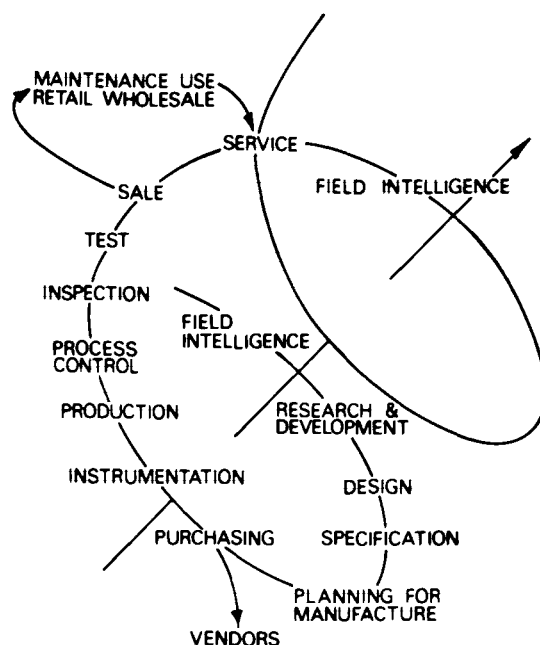 MAINTENANCE USE
RETAIL WHOLESALE
SERVICE
FIELD INTELLIGENCE
SALE
TEST
INSPECTION
FIELD
INTELLIGENCE
PROCESS
CONTROL
PRODUCTION
RESEARCH &
DEVELOPMENT
INSTRUMENTATION
DESIGN
PURCHASING
SPECIFICATION
PLANNING FOR
MANUFACTURE
VENDORS